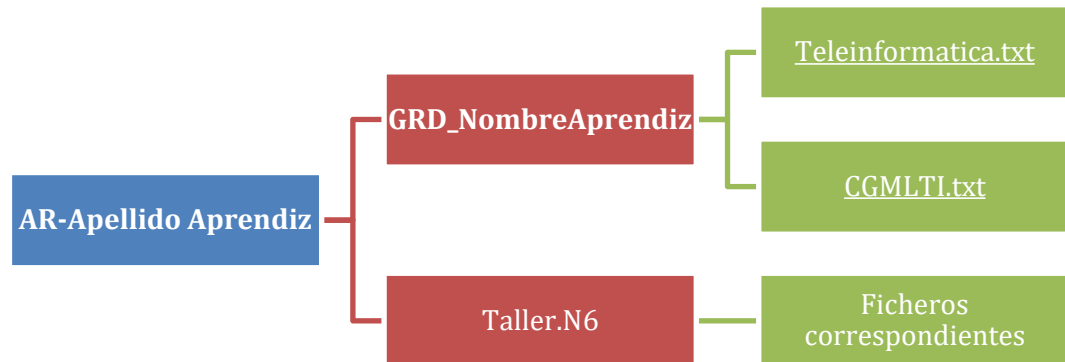 Teleinformatica.txt
GRD_NombreAprendiz
CGMLTI.txt
AR-Apellido Aprendiz
Taller.N6
Ficheros
correspondientes